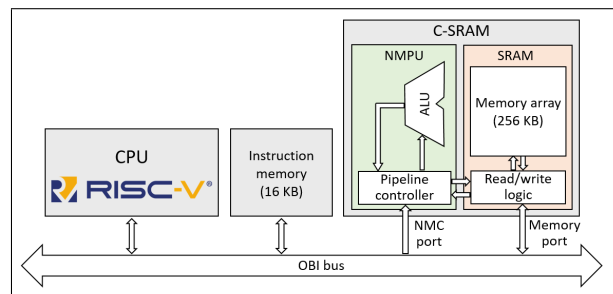 C-SRAM
NMPU
SRAM
ALU
Memory array
(256 KB)
CPU
RISC-V®
Instruction
memory
(16 KB)
Pipeline
controller
Read/write
logic
NMC
port
Memory
port
OBI bus